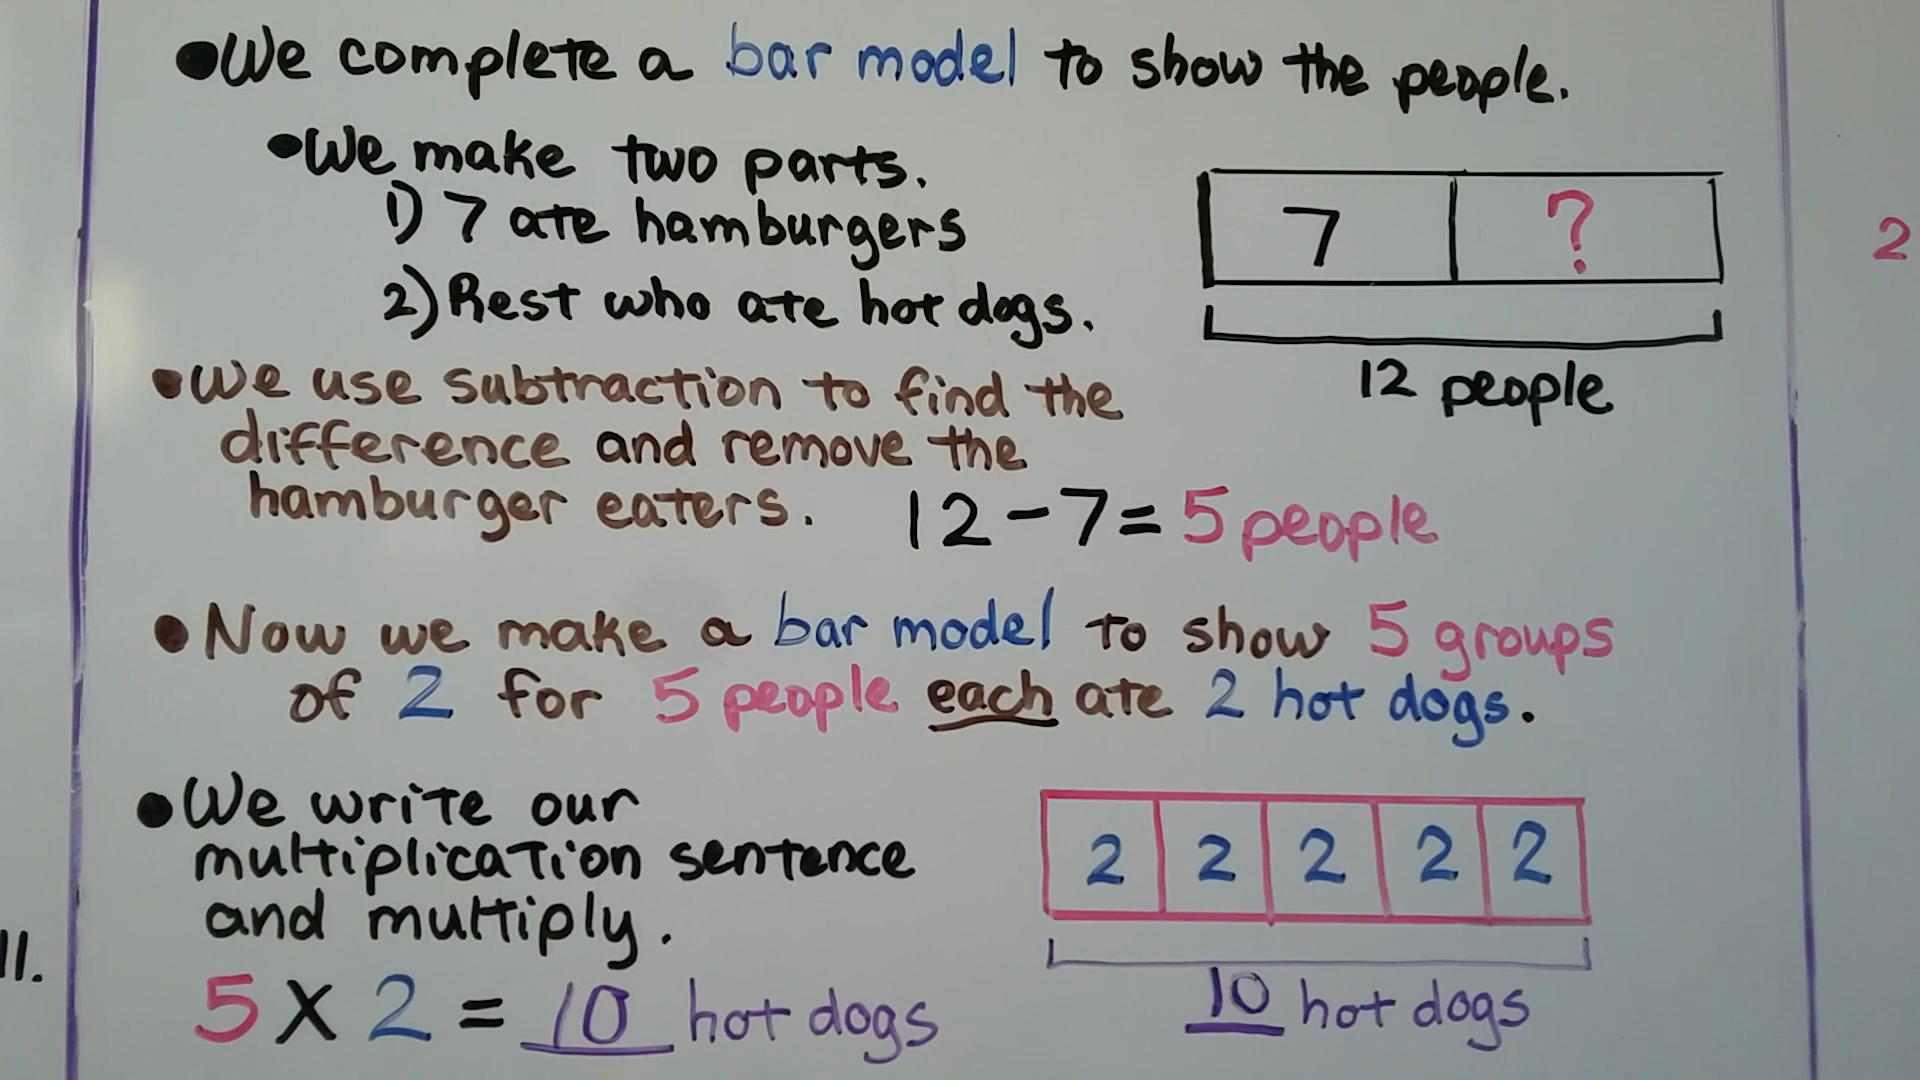 • We complete a bar model to show the people.
• We make two parts.
1) 7 ate hamburgers
2) Rest who ate hot dogs.
7 ?
12 people
2
• We use subtraction to find the
difference and remove the
hamburger eaters. 12 - 7 = 5 people
• Now we make a bar model to show 5 groups
of 2 for 5 people each ate 2 hot dogs.
• We write our
multiplication sentence
and multiply.
5 X 2 = 10 hot dogs
2 2 2 2 2
10 hot dogs
11.